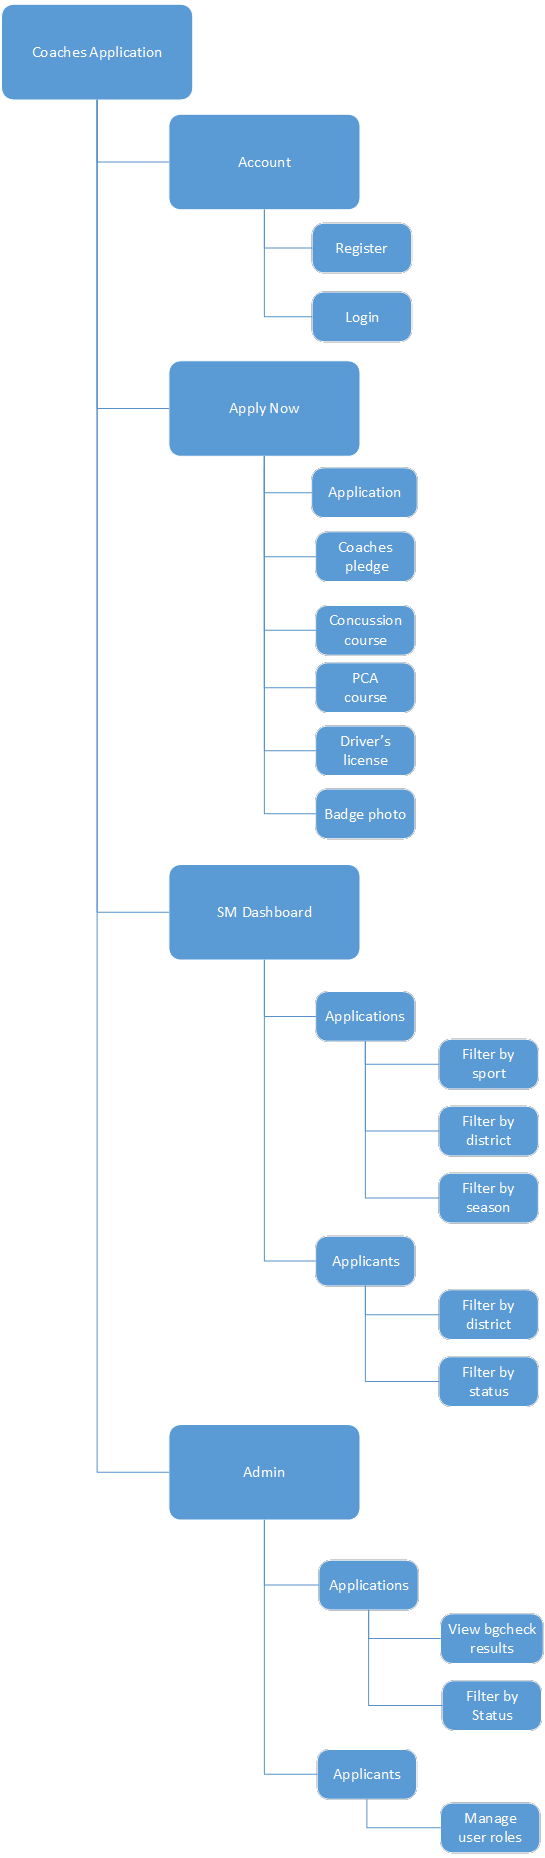 Coaches Application
Account
Register
Login
Apply Now
Application
Coaches
pledge
Concussion
course
PCA
course
Driver’s
license
Badge photo
SM Dashboard
Applications
Filter by
sport
Filter by
district
Filter by
season
Applicants
Filter by
district
Filter by
status
Admin
Applications
View bgcheck
results
Filter by
Status
Applicants
Manage
user roles